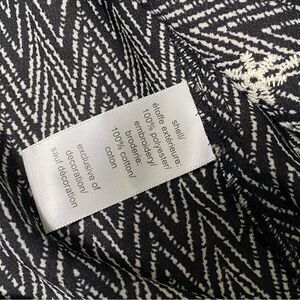 shell/
étoffe extérieure:
100% polyester/
embroidery/
broderie:
100% coton/
cotton
exclusive of
decoration/
sauf décoration